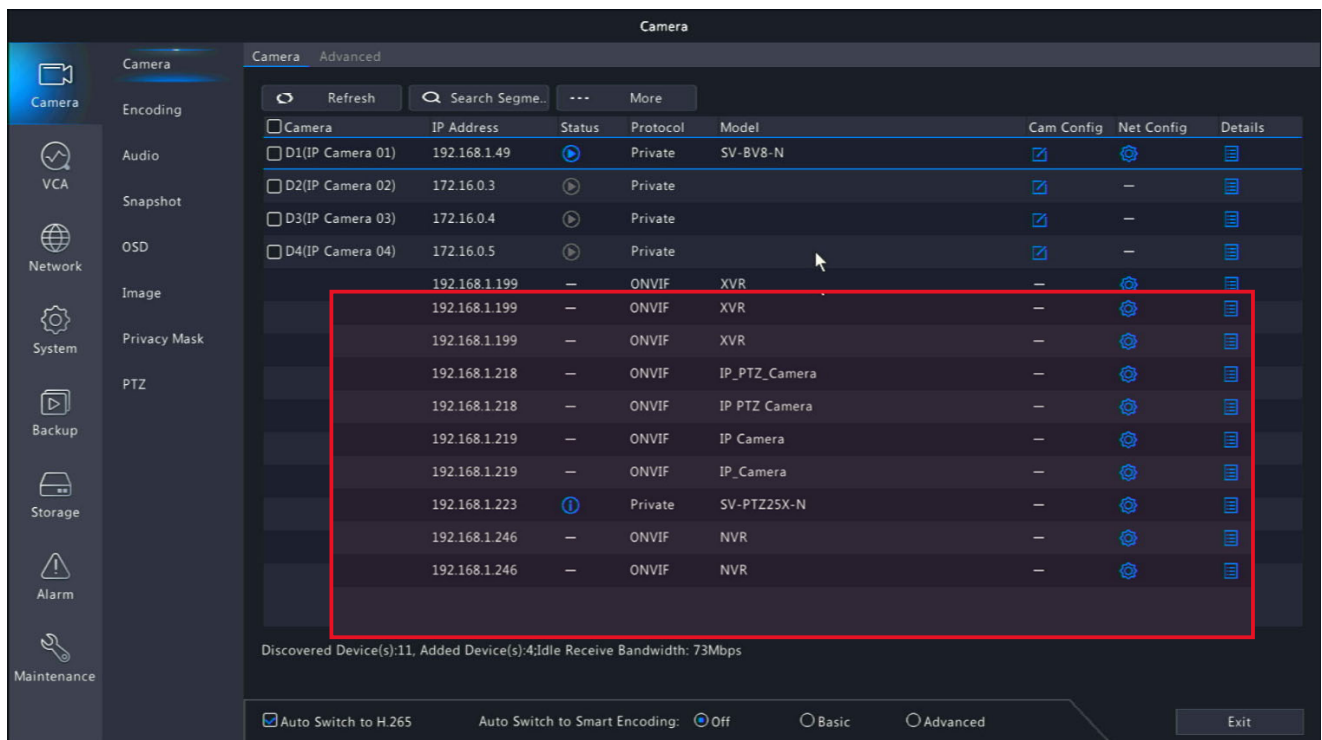 Camera
Camera
VCA
Network
System
Backup
Storage
Alarm
Maintenance
Camera
Encoding
Audio
Snapshot
OSD
Image
Privacy Mask
PTZ
Camera Advanced
Refresh Search Segme.. ... More
Camera IP Address Status Protocol Model Cam Config Net Config Details
D1(IP Camera 01) 192.168.1.49 Private SV-BV8-N
D2(IP Camera 02) 172.16.0.3 Private –
D3(IP Camera 03) 172.16.0.4 Private –
D4(IP Camera 04) 172.16.0.5 Private –
192.168.1.199 – ONVIF XVR –
192.168.1.199 – ONVIF XVR –
192.168.1.199 – ONVIF XVR –
192.168.1.218 – ONVIF IP_PTZ_Camera –
192.168.1.218 – ONVIF IP PTZ Camera –
192.168.1.219 – ONVIF IP Camera –
192.168.1.219 – ONVIF IP_Camera –
192.168.1.223 Private SV-PTZ25X-N –
192.168.1.246 – ONVIF NVR –
192.168.1.246 – ONVIF NVR –
Discovered Device(s):11, Added Device(s):4;Idle Receive Bandwidth: 73Mbps
Auto Switch to H.265 Auto Switch to Smart Encoding: Off Basic Advanced Exit